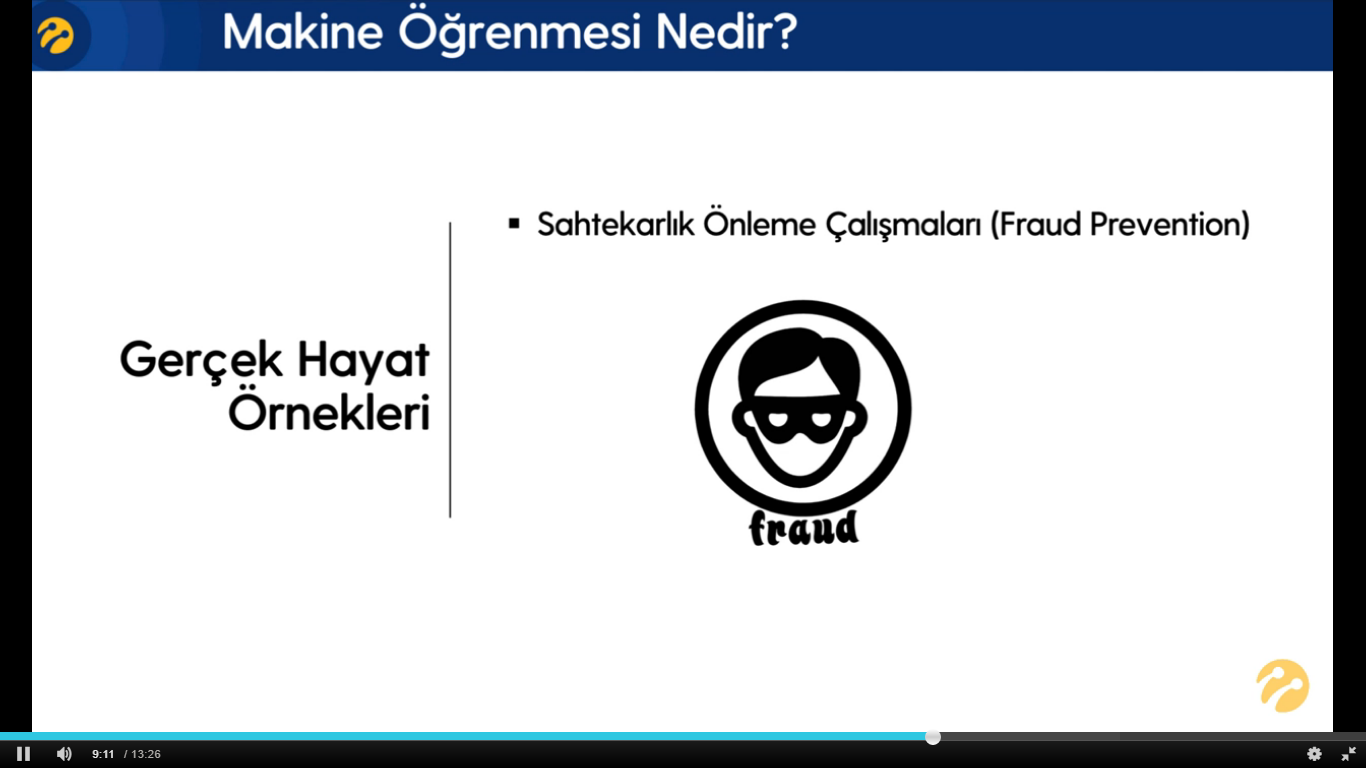 Makine Öğrenmesi Nedir?
▪ Sahtekarlık Önleme Çalışmaları (Fraud Prevention)
Gerçek Hayat
Örnekleri
fraud
9:11 / 13:26